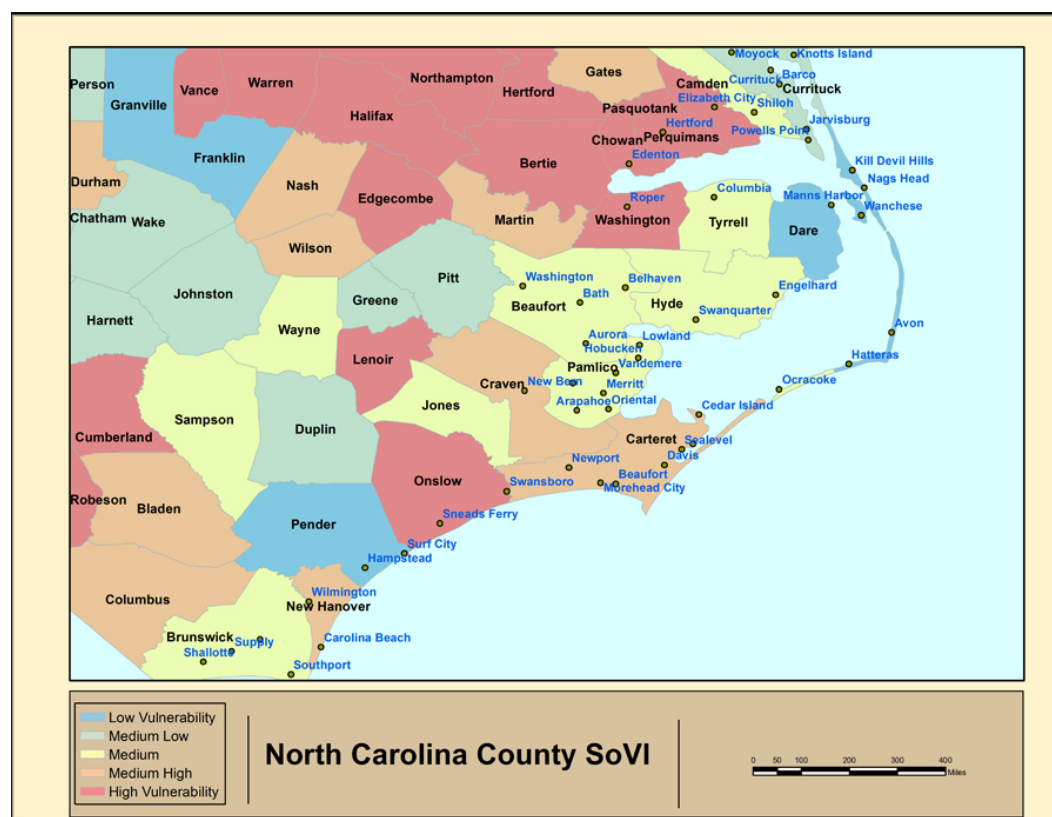 Moyock
Knotts Island
Person
Granville
Vance
Warren
Northampton
Hertford
Gates
Camden
Currituck
Barco
Currituck
Halifax
Pasquotank
Elizabeth City
Shiloh
Hertford
Jarvisburg
Powells Point
Chowan
Perquimans
Franklin
Bertie
Edenton
Kill Devil Hills
Durham
Nash
Edgecombe
Nags Head
Columbia
Manns Harbor
Chatham
Wake
Martin
Roper
Washington
Tyrrell
Wanchese
Dare
Wilson
Pitt
Washington
Belhaven
Johnston
Greene
Beaufort
Bath
Hyde
Engelhard
Harnett
Wayne
Swanquarter
Aurora
Lowland
Avon
Hobucken
Lenoir
Pamlico
Vandemere
Hatteras
Craven
New Bern
Merritt
Ocracoke
Sampson
Jones
Arapahoe
Oriental
Cedar Island
Cumberland
Duplin
Carteret
Sealevel
Newport
Davis
Onslow
Swansboro
Beaufort
Morehead City
Robeson
Bladen
Pender
Sneads Ferry
Surf City
Hampstead
Columbus
Wilmington
New Hanover
Brunswick
Supply
Carolina Beach
Shallotte
Southport
Low Vulnerability
Medium Low
Medium
Medium High
High Vulnerability
North Carolina County SoVI
0 50 100 200 300 400
Miles